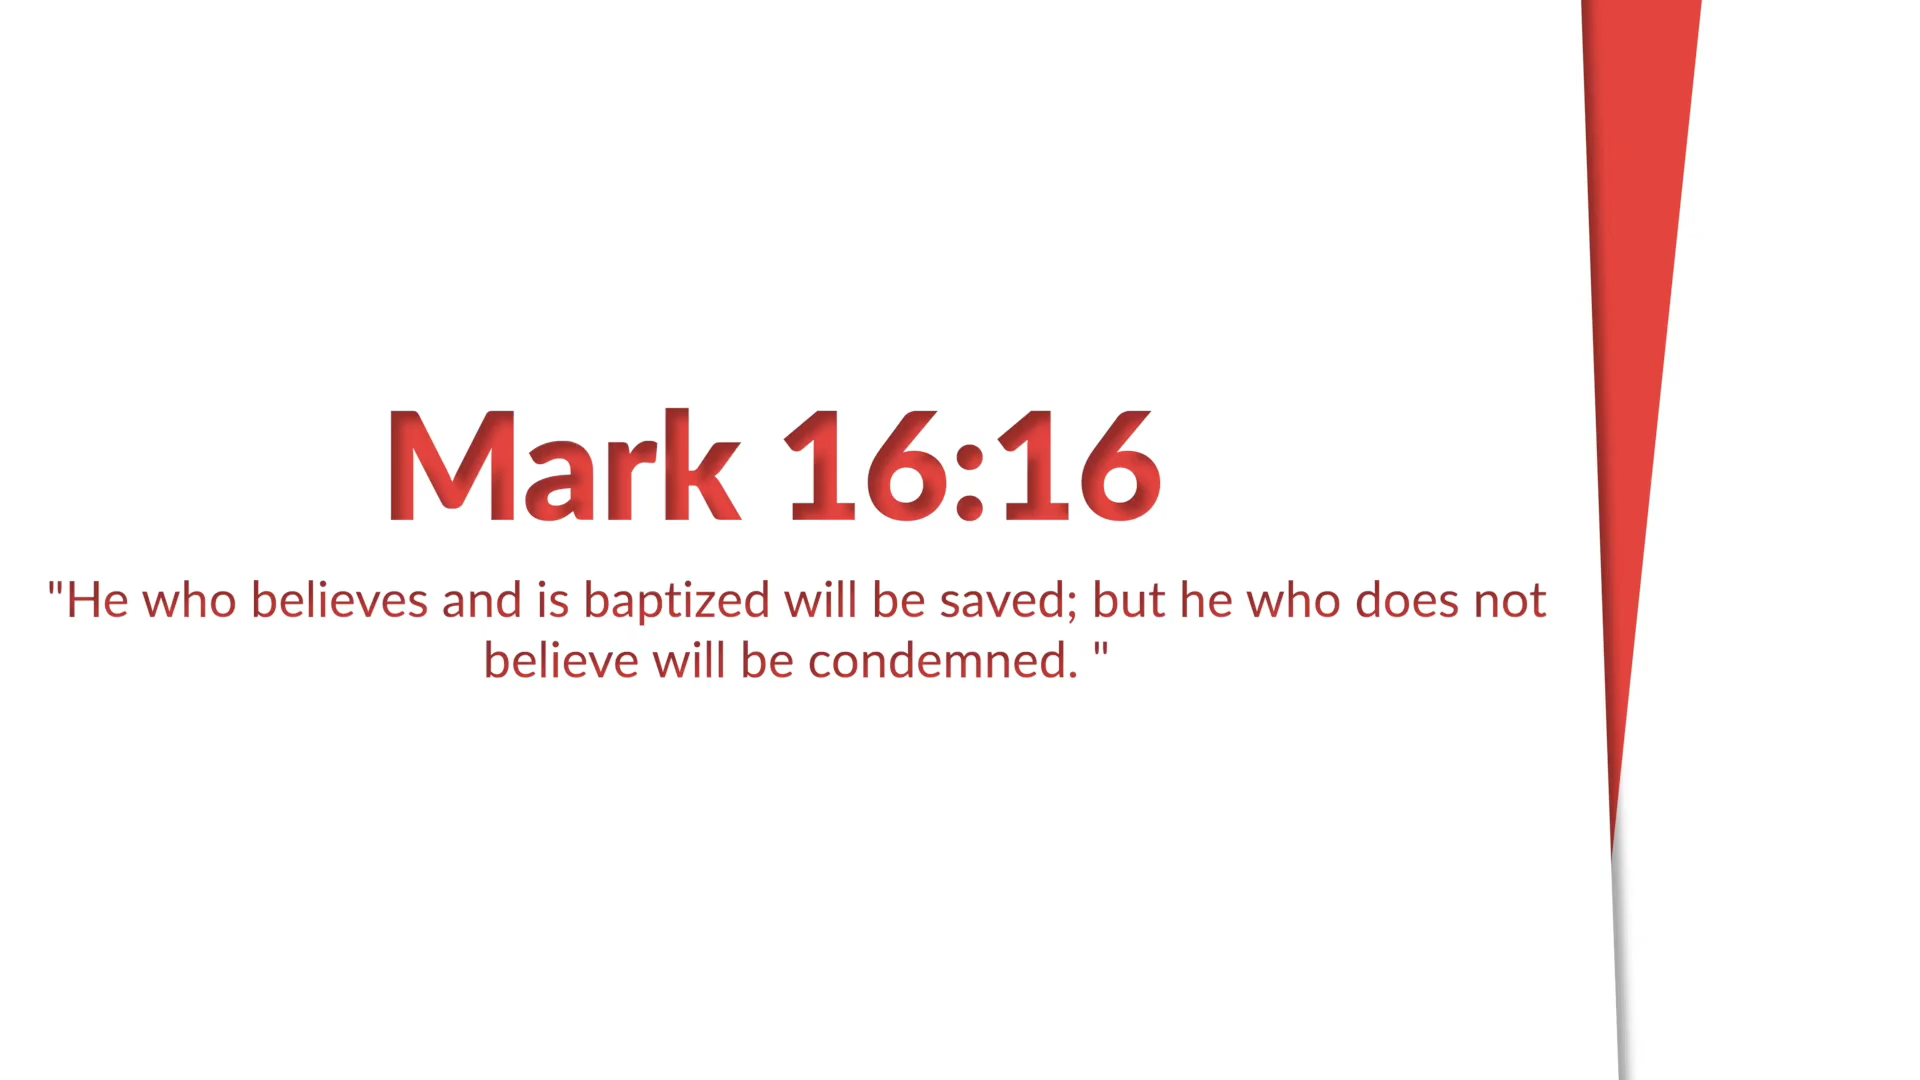 Mark 16:16
"He who believes and is baptized will be saved; but he who does not
believe will be condemned. "